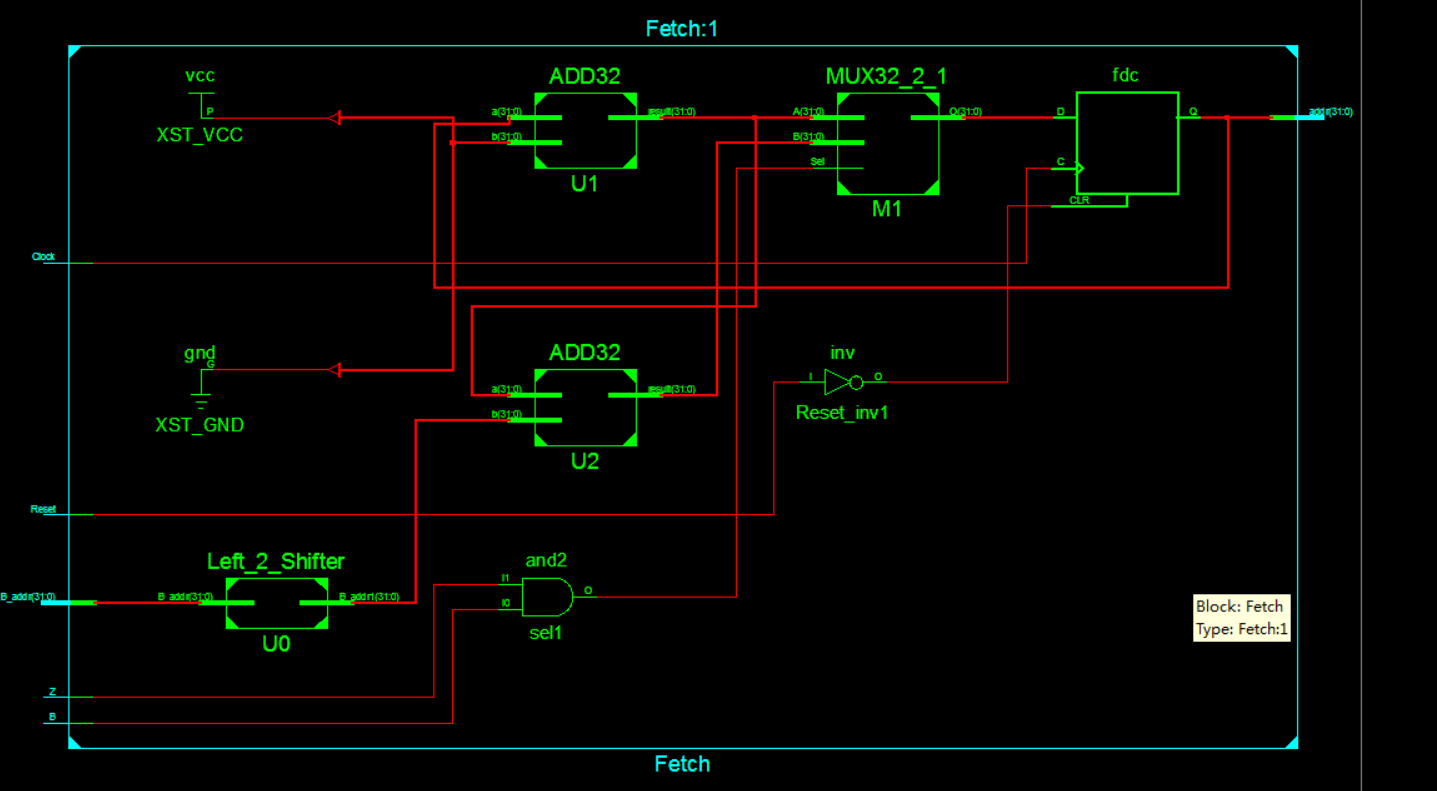 Fetch:1
vcc
P
XST_VCC
ADD32
a(31:0)
b(31:0)
result(31:0)
U1
MUX32_2_1
A(31:0)
B(31:0)
Sel
O(31:0)
M1
fdc
D
C
CLR
Q
addr(31:0)
Clock
gnd
G
XST_GND
ADD32
a(31:0)
b(31:0)
result(31:0)
U2
inv
I
O
Reset_inv1
Reset
Left_2_Shifter
B_addr(31:0)
B_addr(31:0)
B_addr1(31:0)
U0
and2
I1
I0
O
sel1
Block: Fetch
Type: Fetch:1
Z
B
Fetch